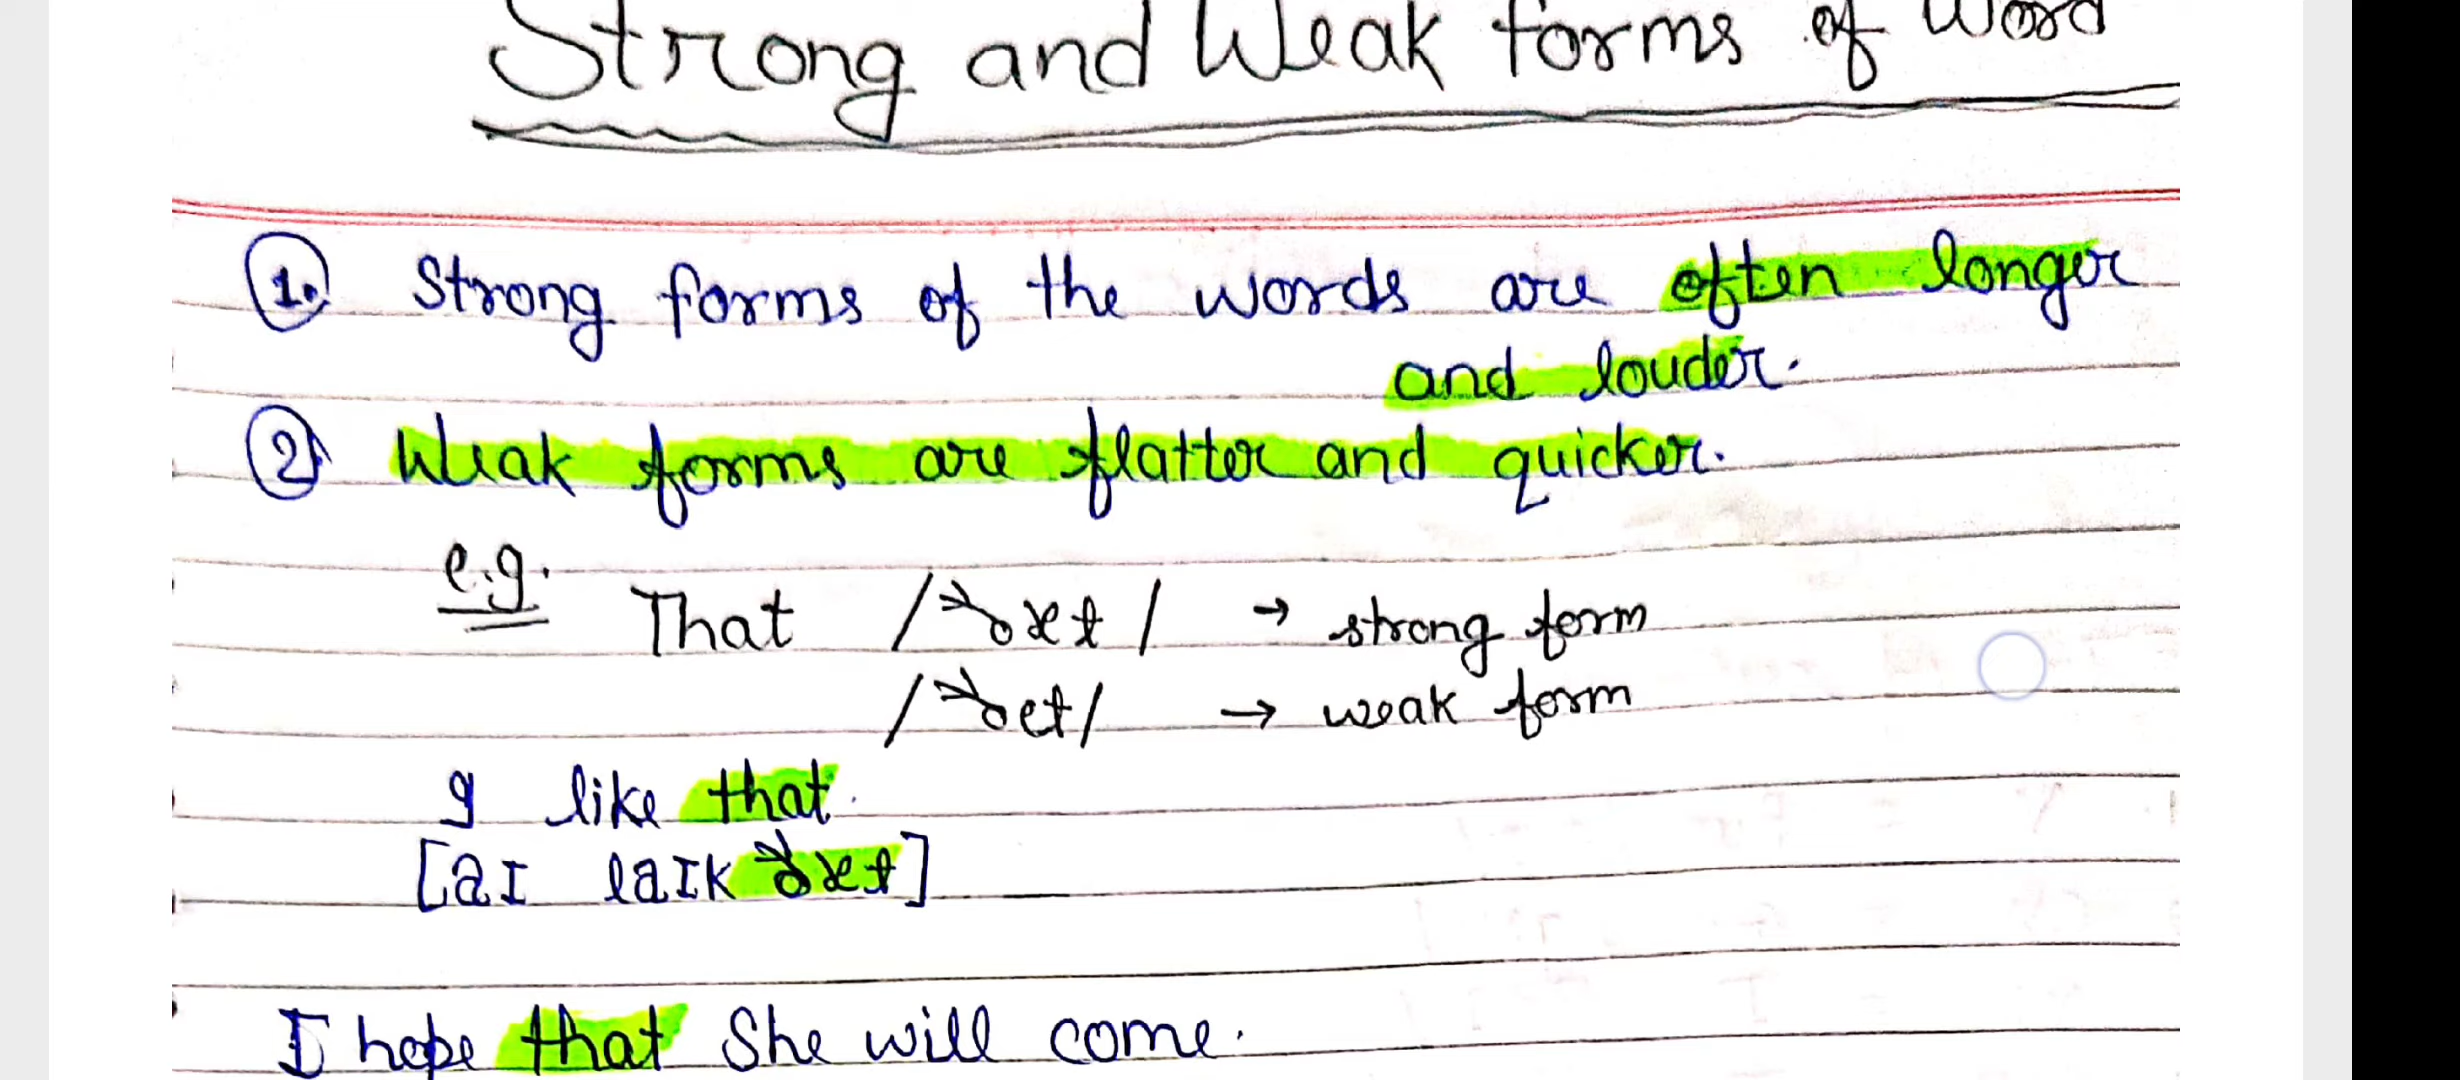 Strong and Weak forms of Word
1. Strong forms of the words are often longer
and louder.
2. Weak forms are flatter and quicker.
e.g. That /ðæt/ → strong form
/ðet/ → weak form
I like that.
[aɪ laɪk ðæt]
I hope that She will come.